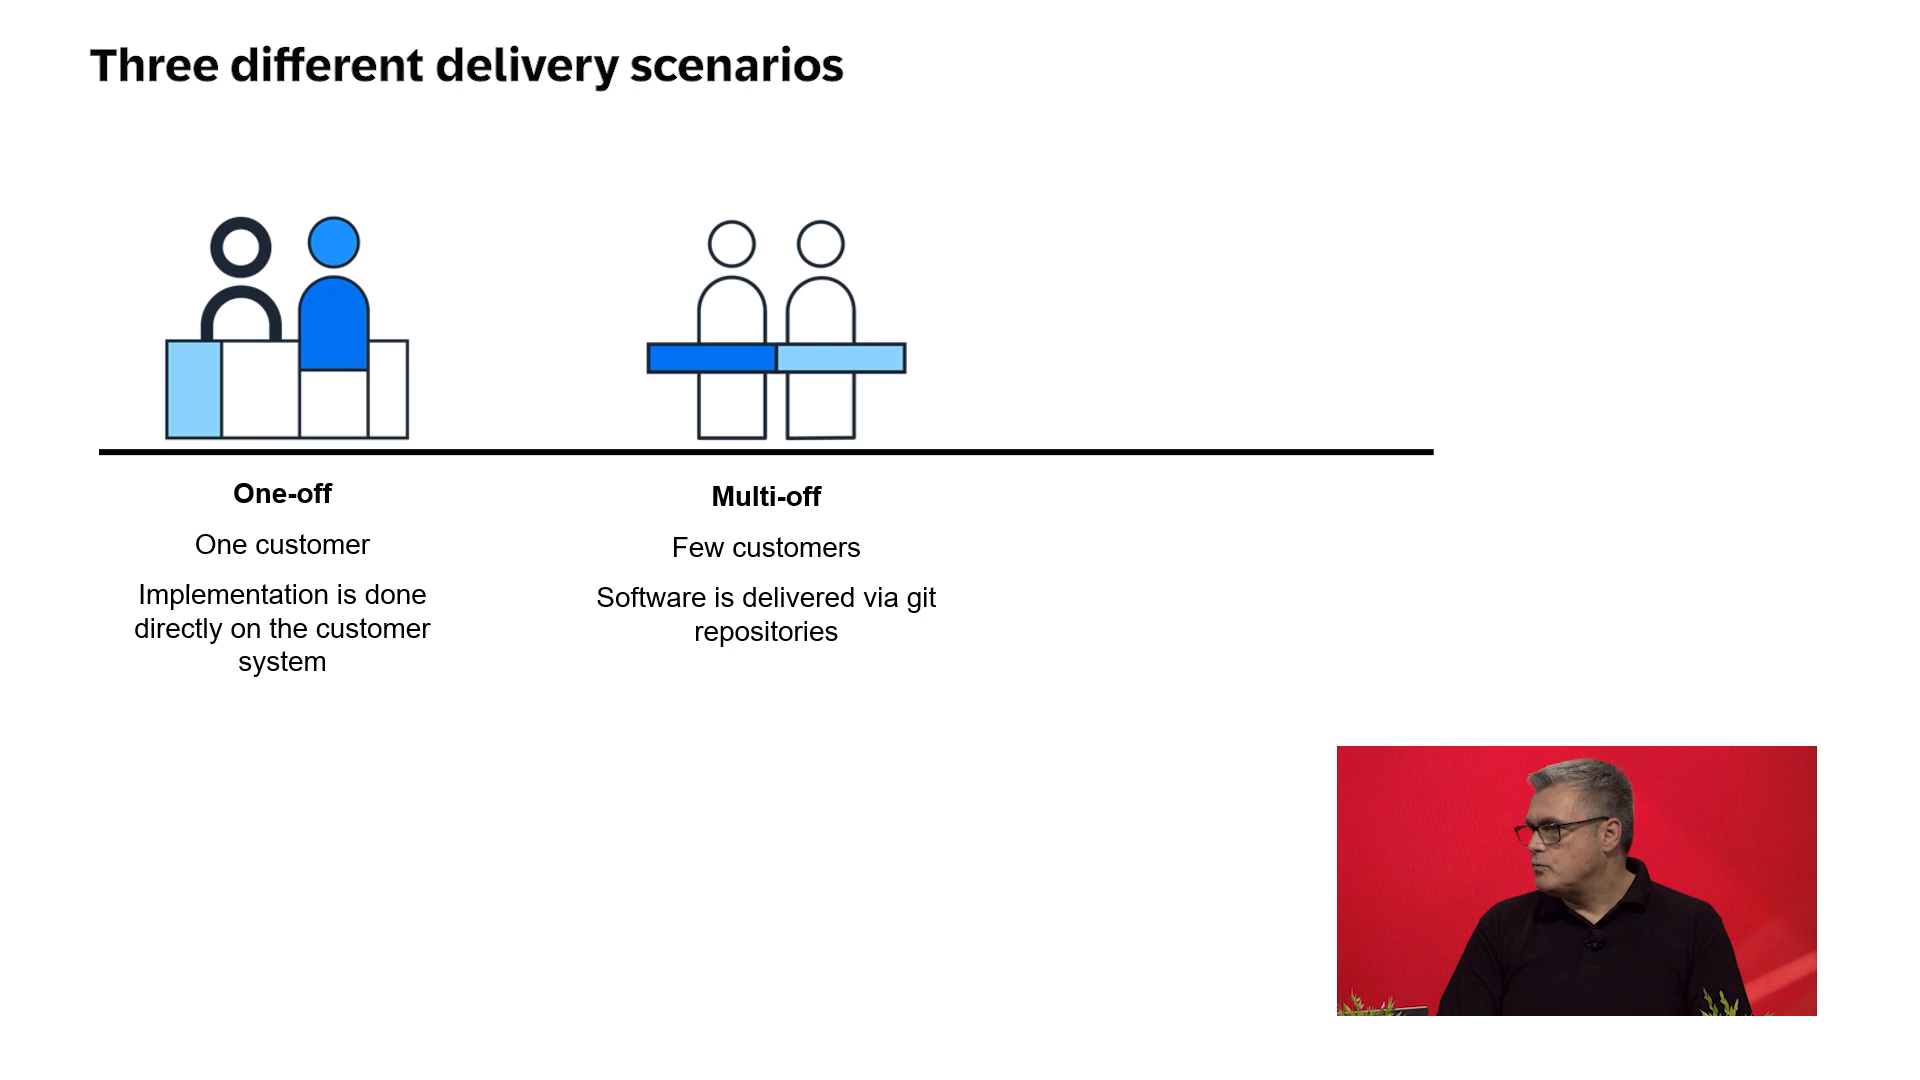 Three different delivery scenarios
One-off
One customer
Implementation is done
directly on the customer
system
Multi-off
Few customers
Software is delivered via git
repositories